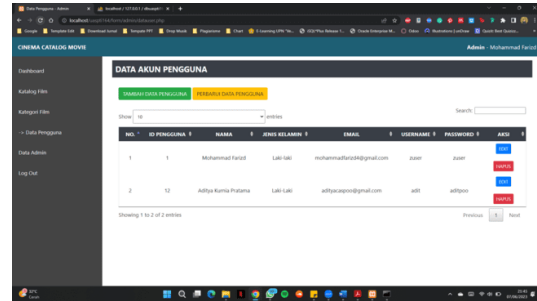 Data Pengguna - Admin
CINEMA CATALOG MOVIE
Admin - Mohammad Farizd
Dashboard
Katalog Film
Kategori Film
-> Data Pengguna
Data Admin
Log Out
DATA AKUN PENGGUNA
TAMBAH DATA PENGGUNA PERBARUI DATA PENGGUNA
Show 10 entries Search:
NO. ID PENGGUNA NAMA JENIS KELAMIN EMAIL USERNAME PASSWORD AKSI
1 1 Mohammad Farizd Laki-laki mohammadfarizd4@gmail.com zuser zuser EDIT
HAPUS
2 12 Aditya Kurnia Pratama Laki-Laki adityacaspoo@gmail.com adit aditpoo EDIT
HAPUS
Showing 1 to 2 of 2 entries Previous 1 Next